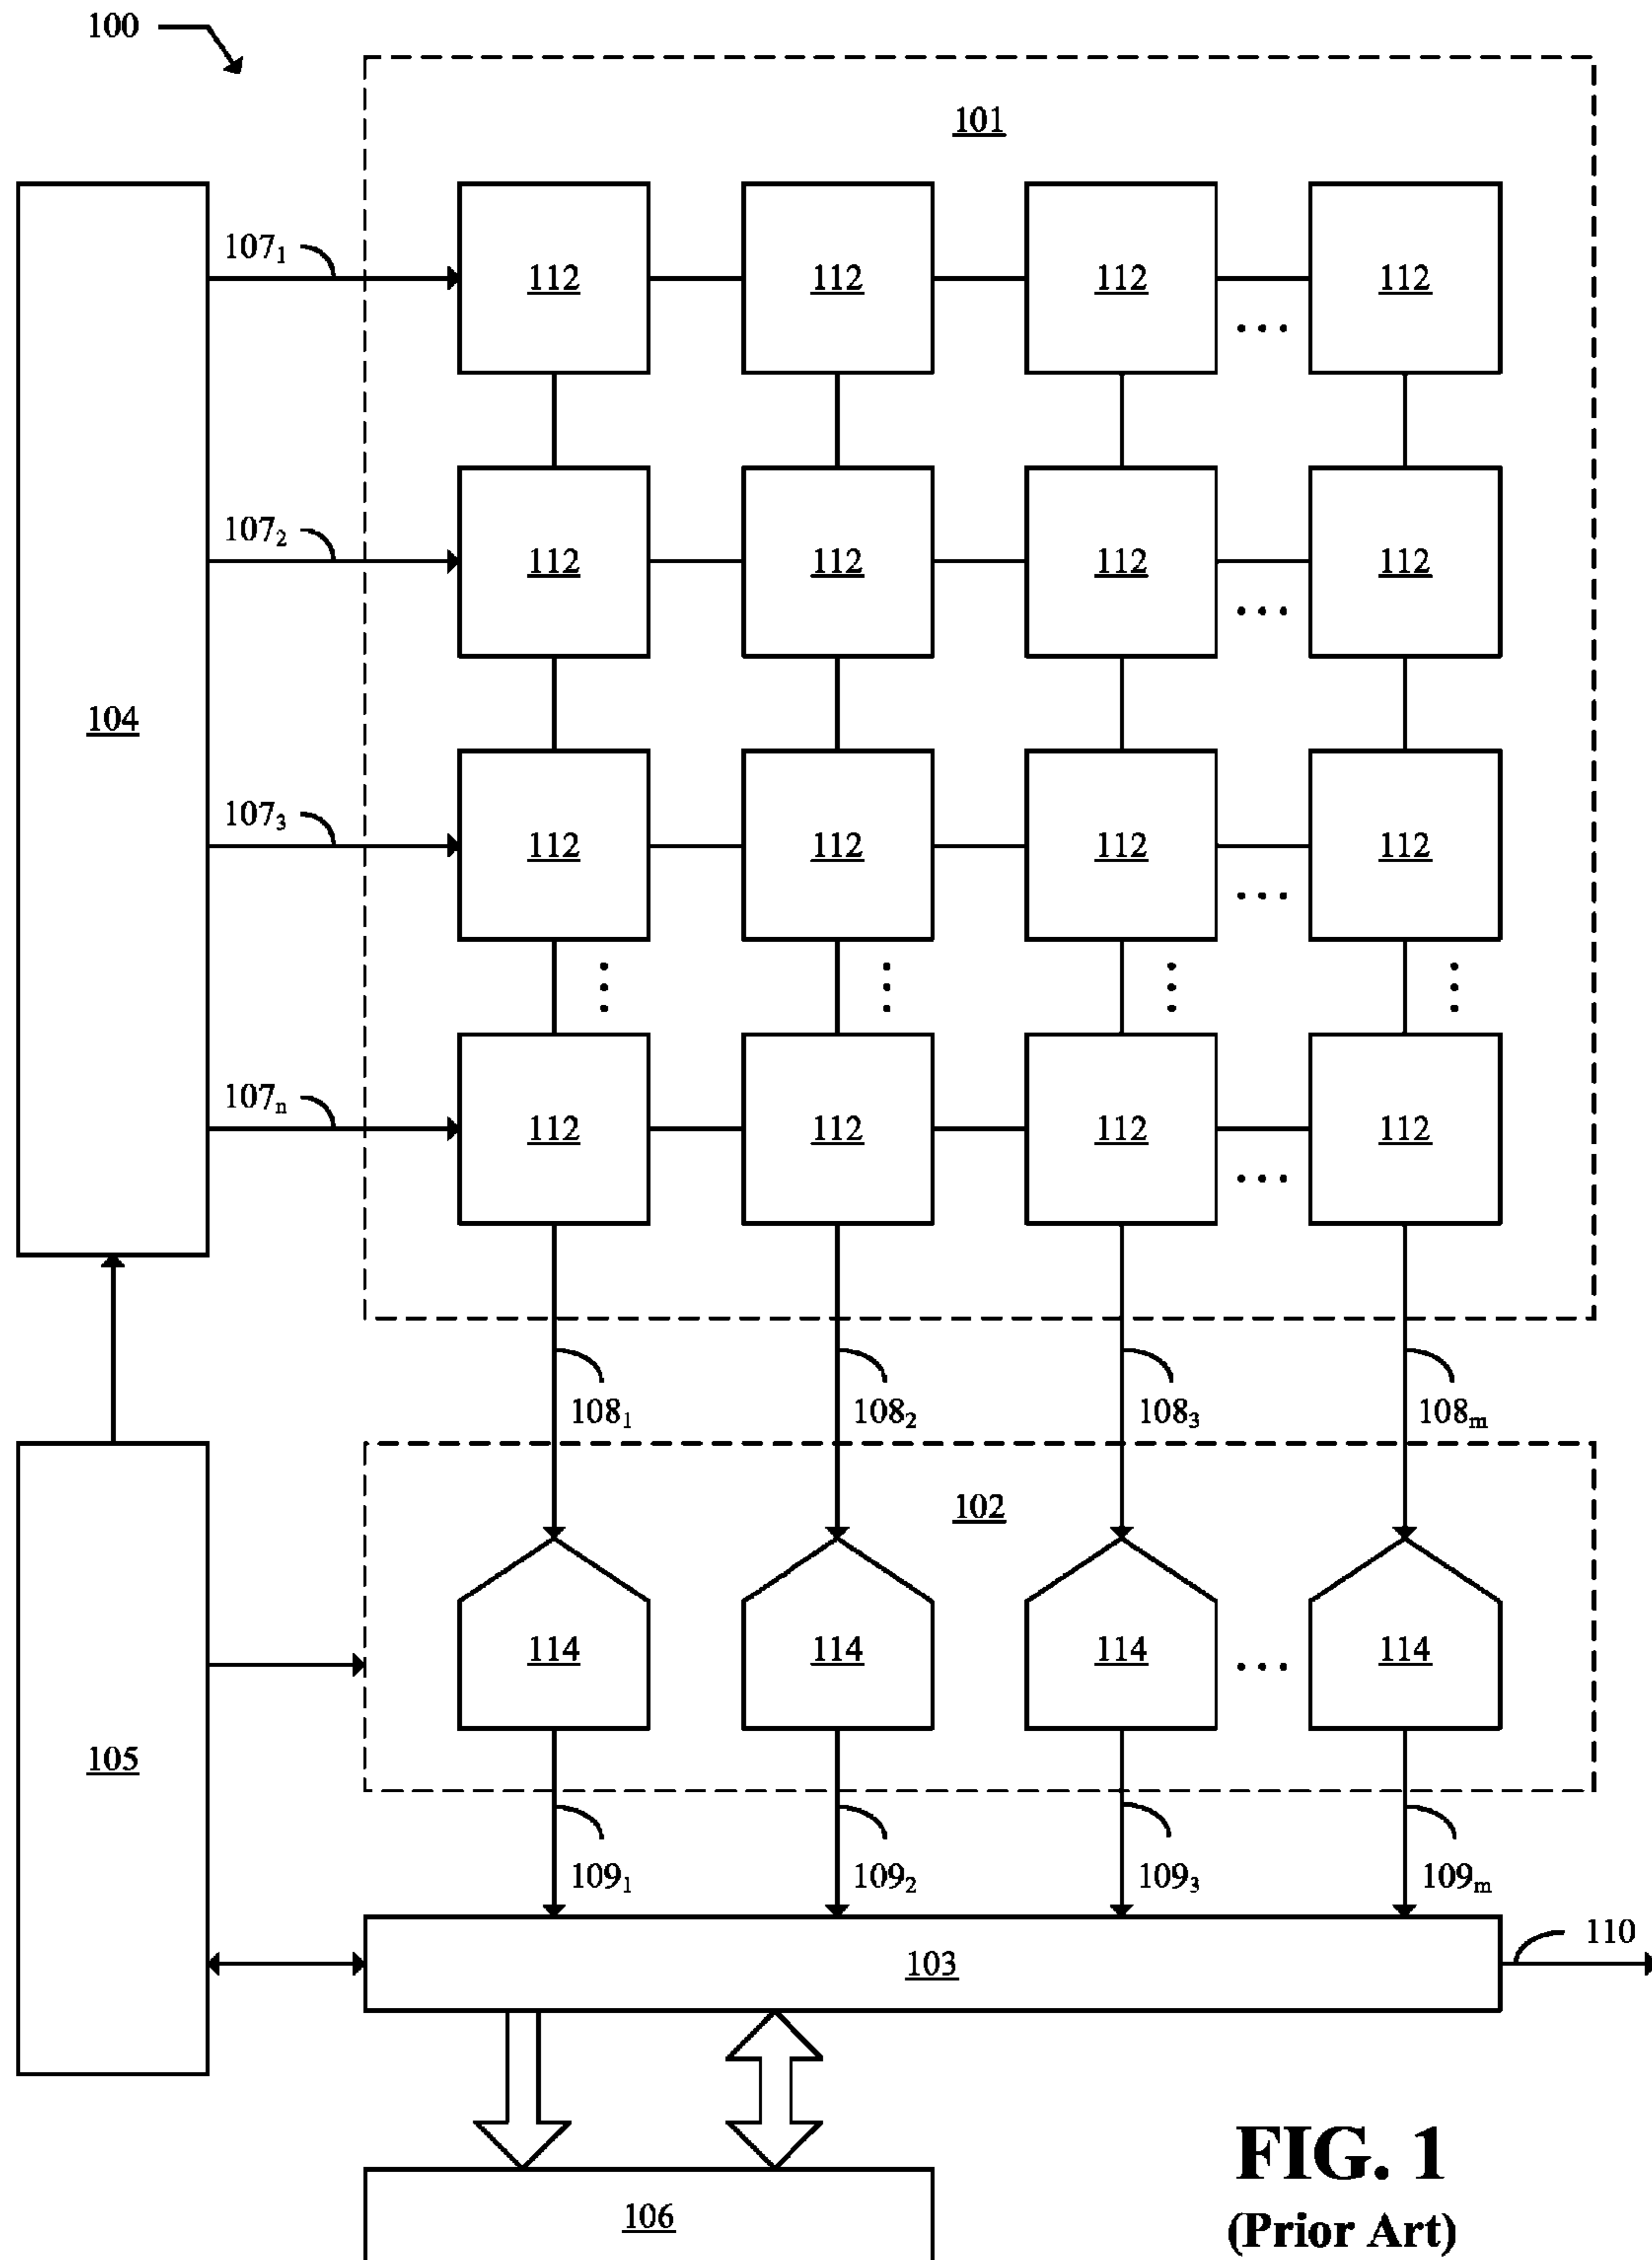 100
101
107₁ 112 112 112 112
...
107₂ 112 112 112 112
...
104
107₃ 112 112 112 112
...
107ₙ 112 112 112 112
...
108₁ 108₂ 108₃ 108ₘ
102
114 114 114 ... 114
105
109₁ 109₂ 109₃ 109ₘ
110
103
FIG. 1
106
(Prior Art)